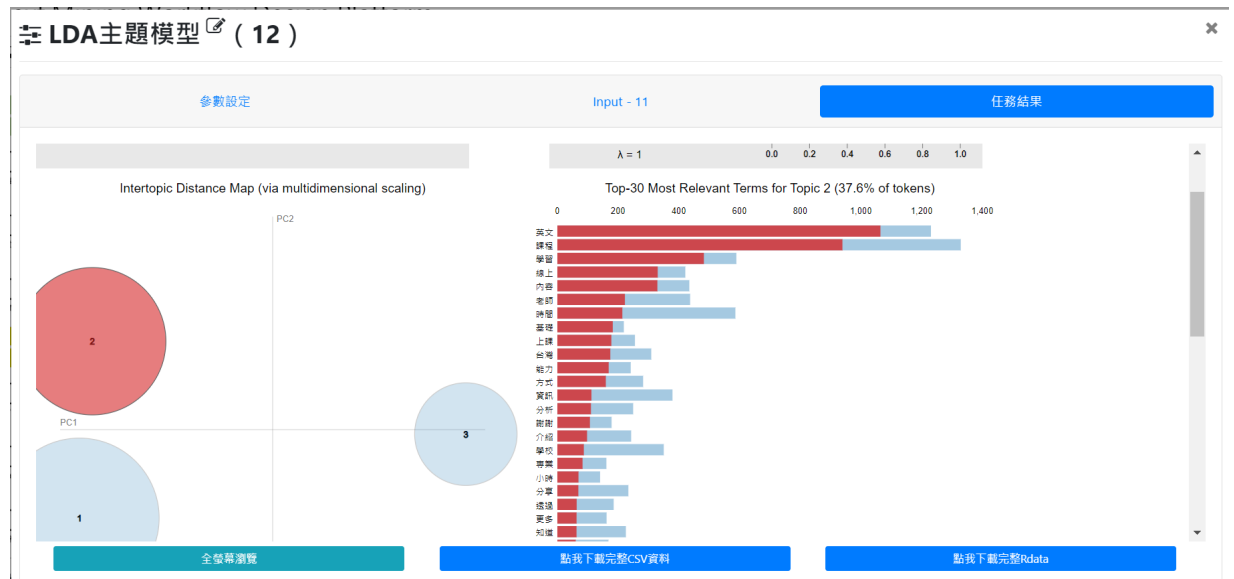 LDA主題模型 ( 12 )
×
參數設定
Input - 11
任務結果
λ = 1
0.0 0.2 0.4 0.6 0.8 1.0
Intertopic Distance Map (via multidimensional scaling)
PC2
PC1
2
1
3
Top-30 Most Relevant Terms for Topic 2 (37.6% of tokens)
0 200 400 600 800 1,000 1,200 1,400
英文
課程
學習
線上
內容
老師
時間
基礎
上課
台灣
能力
方式
資訊
分析
謝謝
介紹
學校
專業
小時
分享
透過
更多
知道
全螢幕瀏覽
點我下載完整CSV資料
點我下載完整Rdata